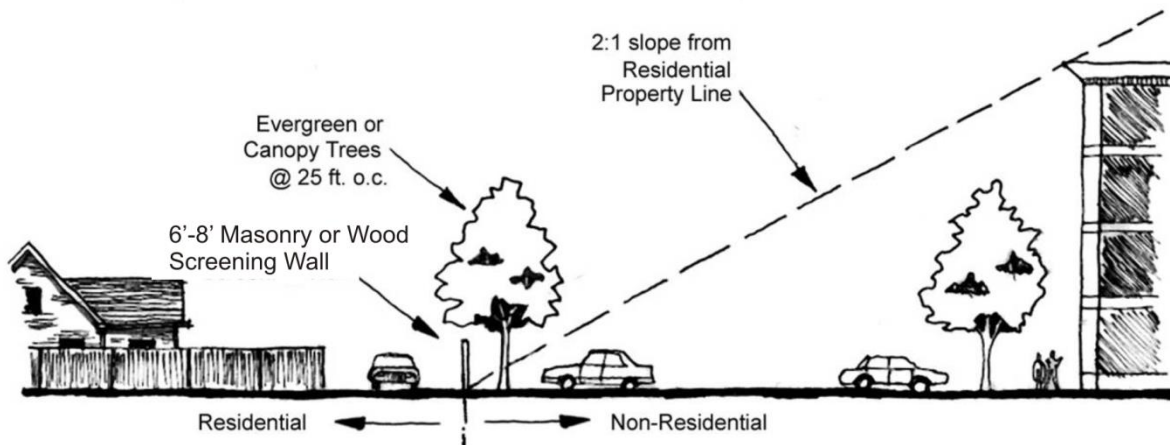 2:1 slope from
Residential
Property Line
Evergreen or
Canopy Trees
@ 25 ft. o.c.
6’-8’ Masonry or Wood
Screening Wall
Residential
Non-Residential